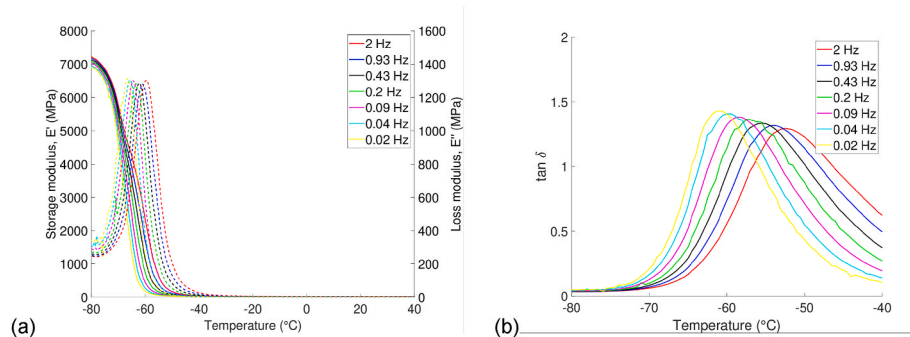 8000
7000
6000
5000
4000
3000
2000
1000
0
Storage modulus, E' (MPa)
1600
1400
1200
1000
800
600
400
200
0
Loss modulus, E'' (MPa)
2 Hz
0.93 Hz
0.43 Hz
0.2 Hz
0.09 Hz
0.04 Hz
0.02 Hz
-80 -60 -40 -20 0 20 40
Temperature (°C)
(a)
2
1.5
1
0.5
0
tan δ
2 Hz
0.93 Hz
0.43 Hz
0.2 Hz
0.09 Hz
0.04 Hz
0.02 Hz
-80 -70 -60 -50 -40
Temperature (°C)
(b)